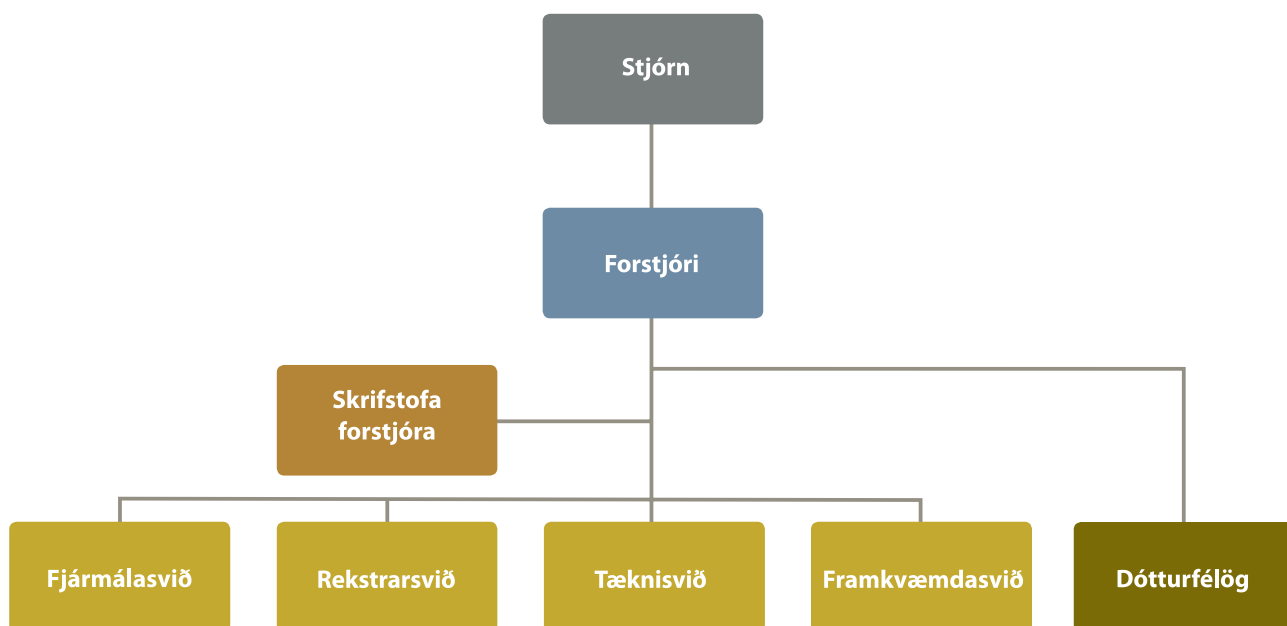 Stjórn
Forstjóri
Skrifstofa
forstjóra
Fjármálasvið
Rekstrarsvið
Tæknisvið
Framkvæmdasvið
Dótturfélög